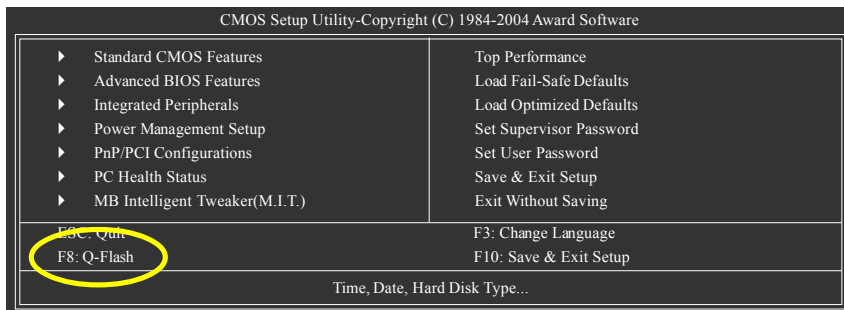 CMOS Setup Utility-Copyright (C) 1984-2004 Award Software
Standard CMOS Features
Advanced BIOS Features
Integrated Peripherals
Power Management Setup
PnP/PCI Configurations
PC Health Status
MB Intelligent Tweaker(M.I.T.)
Top Performance
Load Fail-Safe Defaults
Load Optimized Defaults
Set Supervisor Password
Set User Password
Save & Exit Setup
Exit Without Saving
ESC: Quit
F8: Q-Flash
F3: Change Language
F10: Save & Exit Setup
Time, Date, Hard Disk Type...